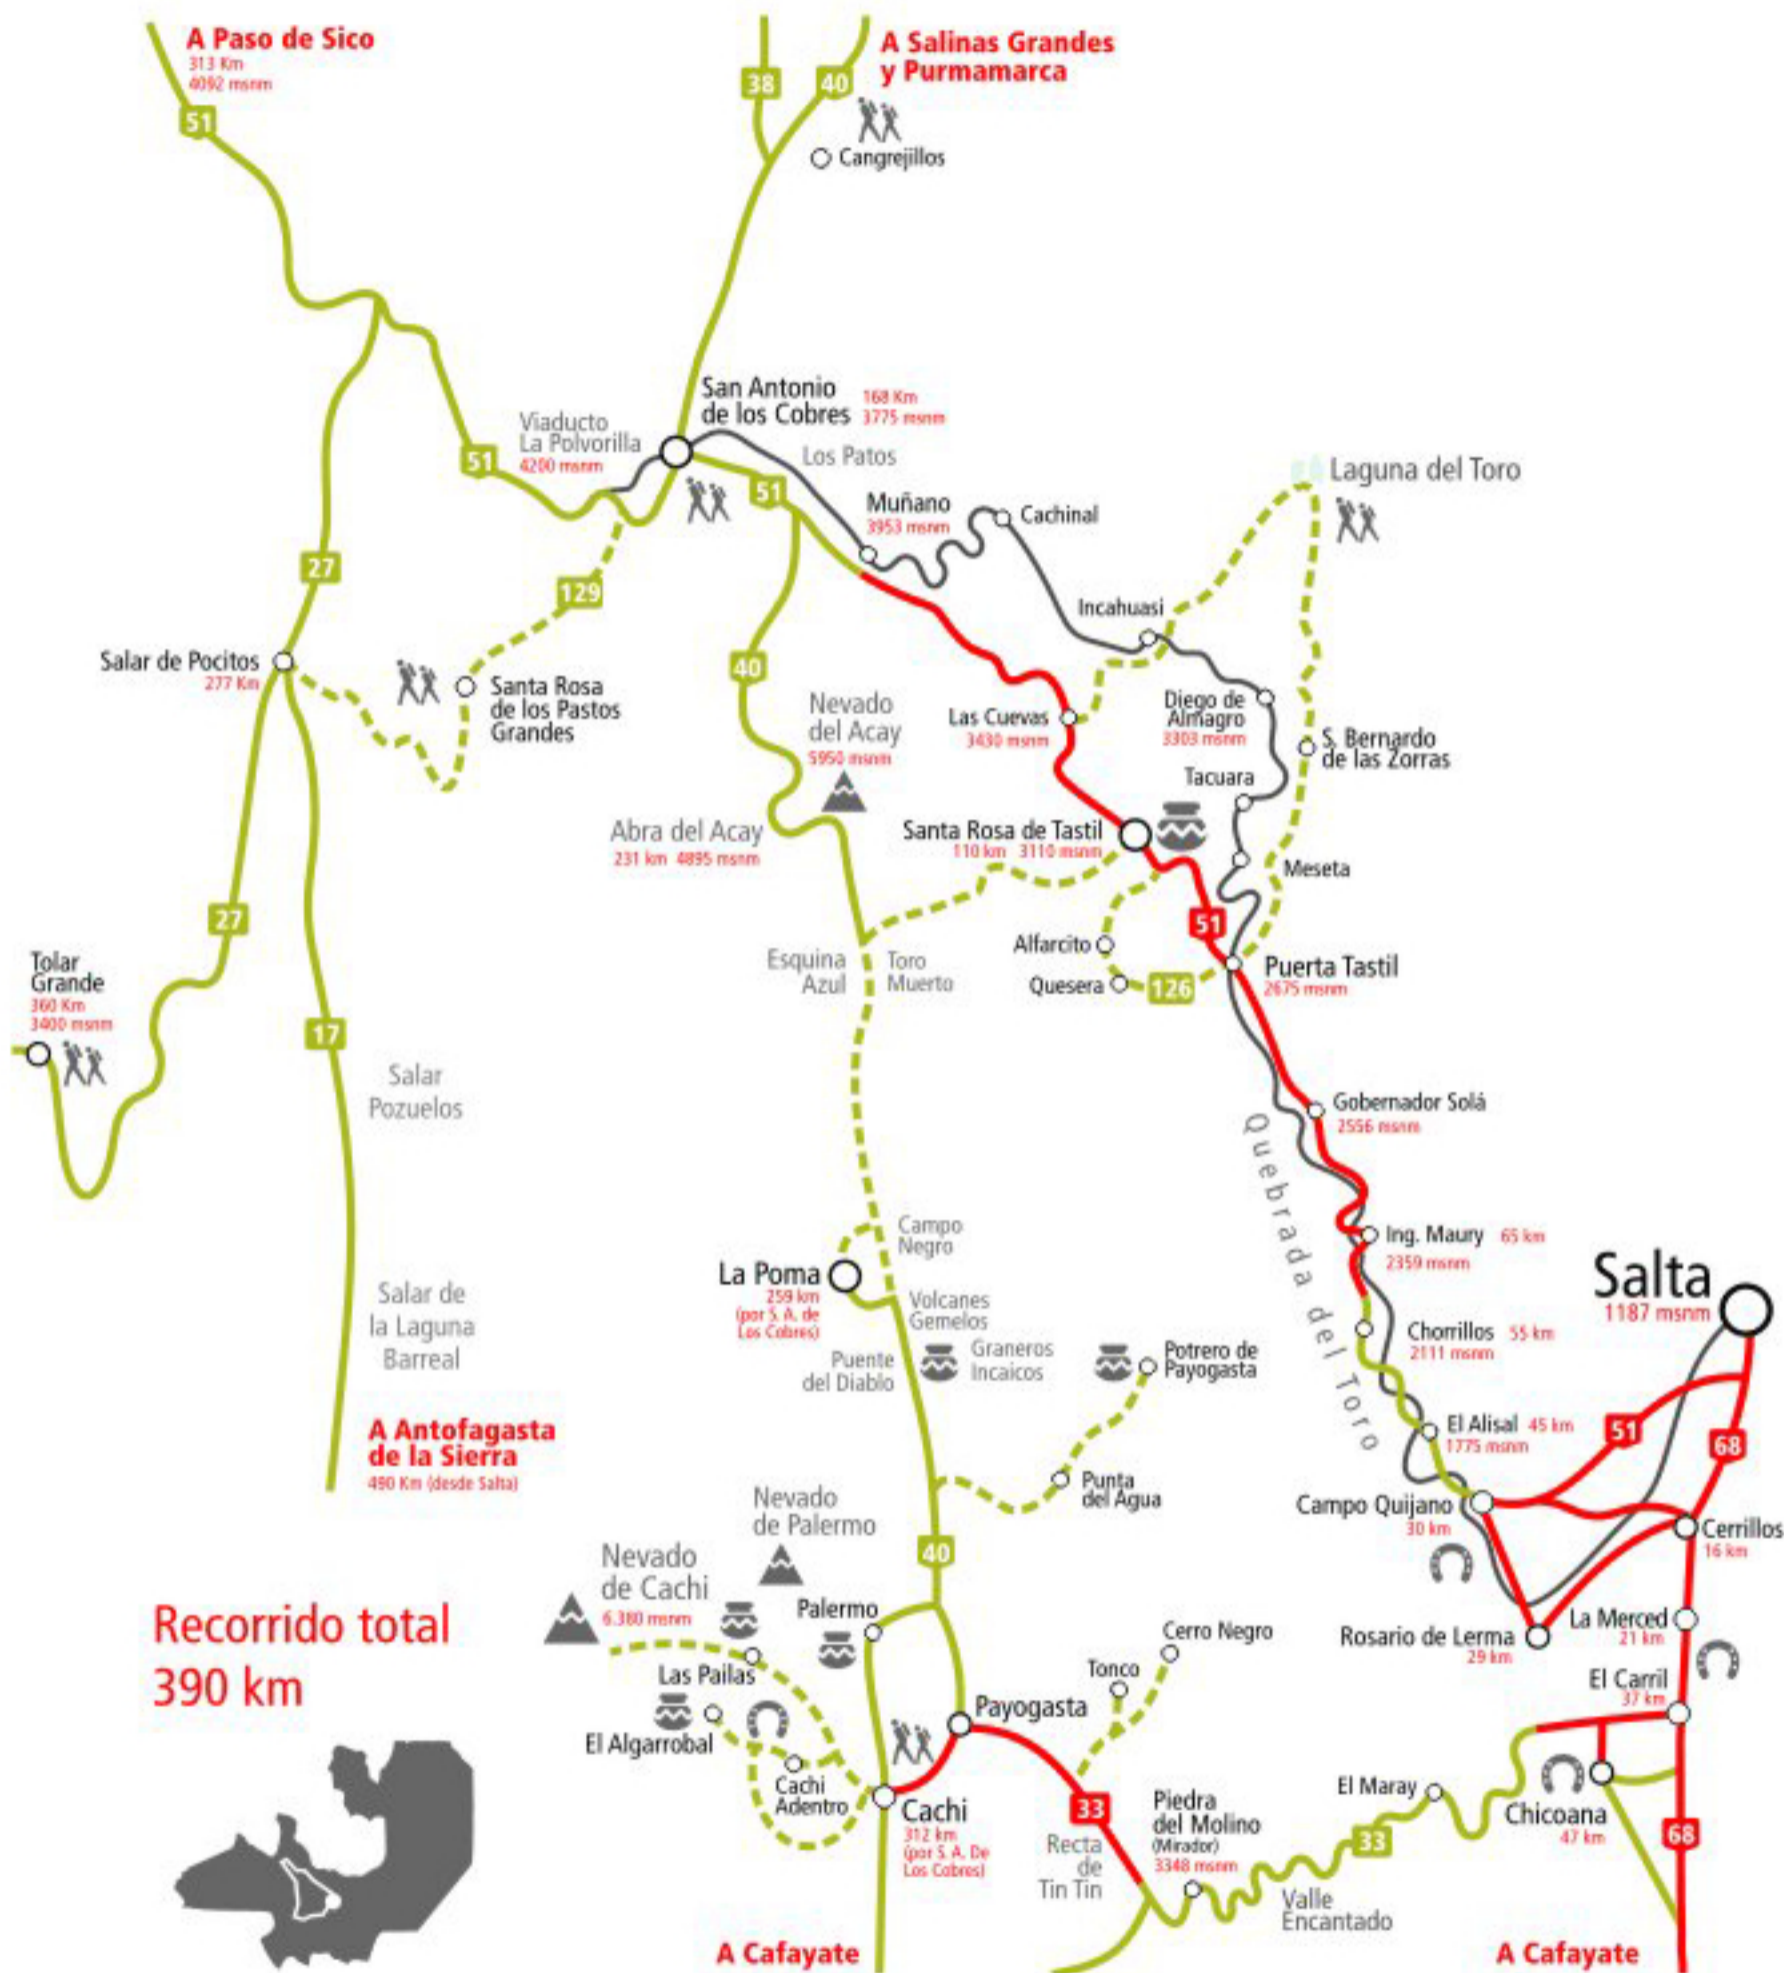 A Paso de Sico
313 Km
4092 msnm
51
38
40
A Salinas Grandes
y Purmamarca
Cangrejillos
San Antonio
de los Cobres
168 Km
3775 msnm
Viaducto
La Polvorilla
4200 msnm
51
51
Los Patos
Muñano
3953 msnm
Cachinal
Laguna del Toro
27
129
Incahuasi
Salar de Pocitos
277 Km
Santa Rosa
de los Pastos
Grandes
40
Nevado
del Acay
5950 msnm
Las Cuevas
3430 msnm
Diego de
Almagro
3303 msnm
S. Bernardo
de las Zorras
Tacuara
Abra del Acay
231 km 4895 msnm
Santa Rosa de Tastil
110 km 3110 msnm
Meseta
27
51
Alfarcito
Esquina
Azul
Toro
Muerto
Quesera
126
Puerta Tastil
2675 msnm
Tolar
Grande
360 Km
3400 msnm
17
Salar
Pozuelos
Gobernador Solá
2556 msnm
Quebrada del Toro
Campo
Negro
Ing. Maury 65 km
2359 msnm
La Poma
259 km
(por S. A. de
Los Cobres)
Volcanes
Gemelos
Salta
1187 msnm
Salar de
la Laguna
Barreal
Puente
del Diablo
Graneros
Incaicos
Potrero de
Payogasta
Chorrillos 55 km
2111 msnm
A Antofagasta
de la Sierra
490 Km (desde Salta)
El Alisal 45 km
1775 msnm
51
68
Punta
del Agua
Nevado
de Palermo
Campo Quijano
30 km
Cerrillos
16 km
40
Nevado
de Cachi
6.380 msnm
Recorrido total
390 km
Palermo
Cerro Negro
Rosario de Lerma
29 km
La Merced
21 km
Las Pailas
Tonco
El Carril
37 km
El Algarrobal
Payogasta
Cachi
Adentro
Cachi
312 km
(por S. A. De
Los Cobres)
33
Piedra
del Molino
(Mirador)
3348 msnm
El Maray
33
Chicoana
47 km
68
Recta
de
Tin Tin
Valle
Encantado
A Cafayate
A Cafayate